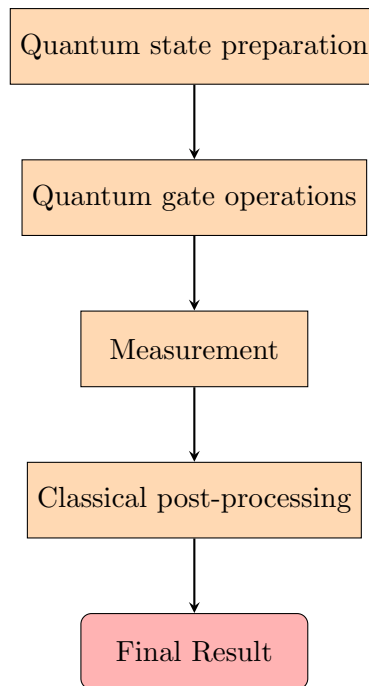 Quantum state preparation
Quantum gate operations
Measurement
Classical post-processing
Final Result